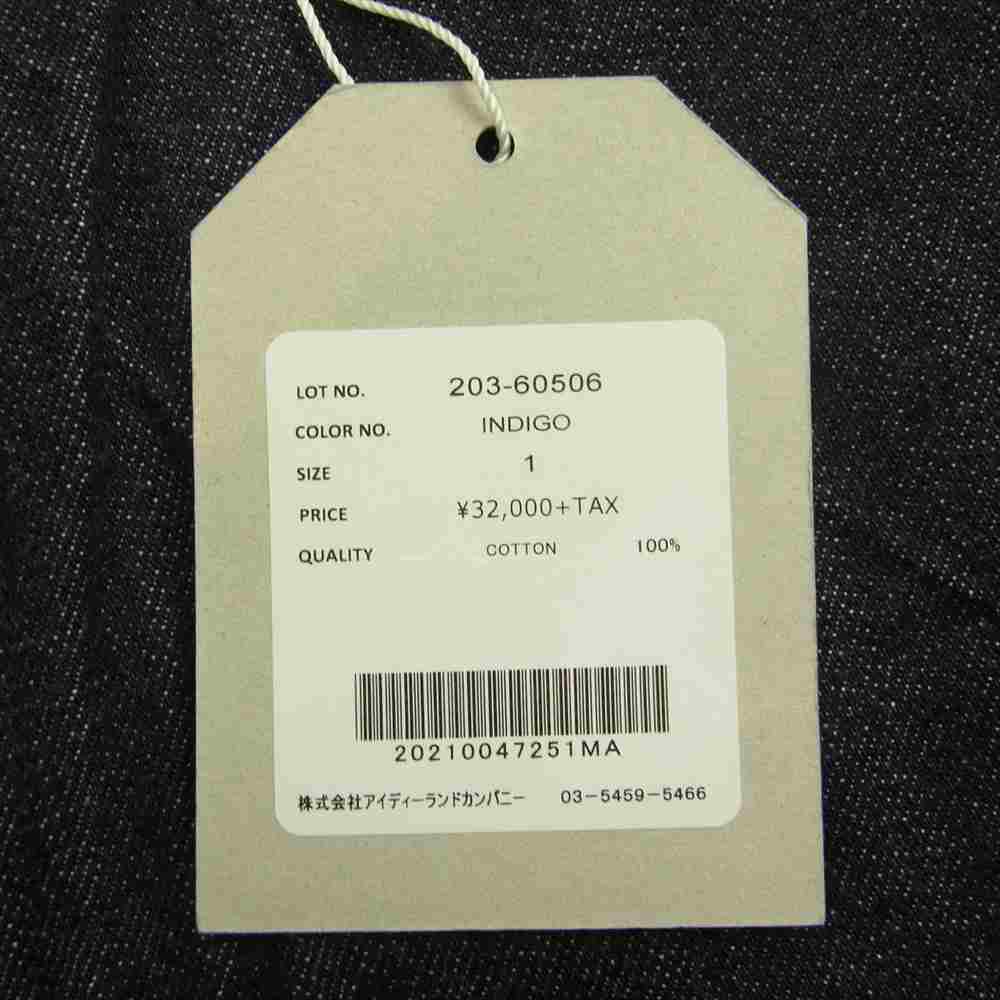 LOT NO. 203-60506
COLOR NO. INDIGO
SIZE 1
PRICE ¥32,000+TAX
QUALITY COTTON 100%
20210047251MA
株式会社アイディーランドカンパニー 03-5459-5466